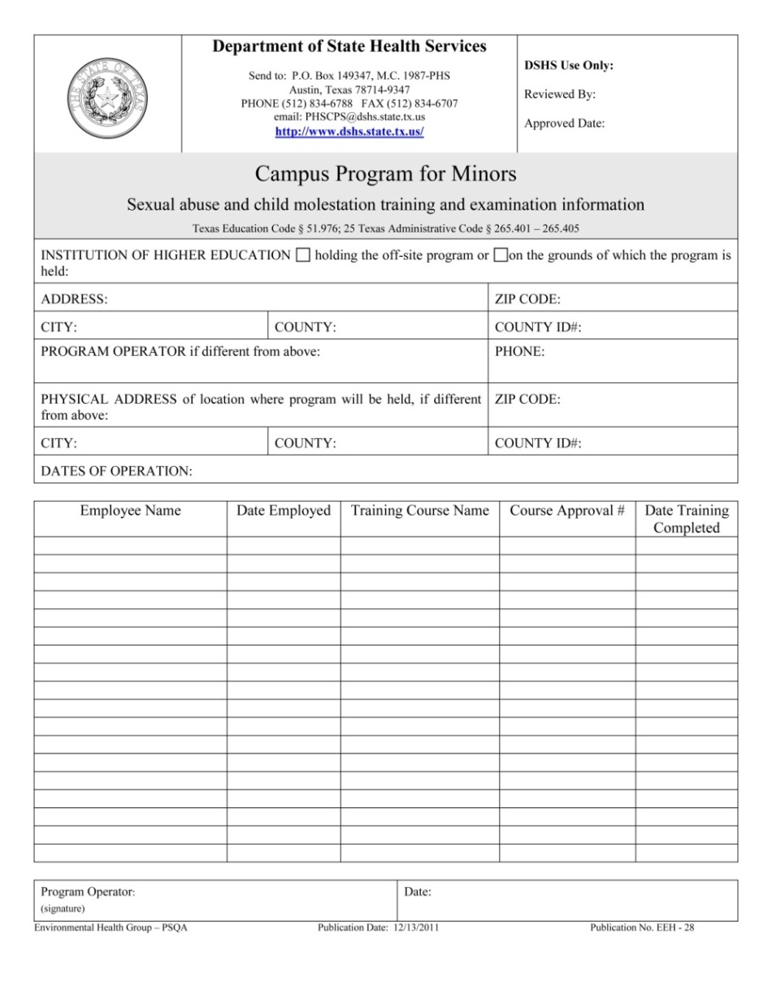 THE STATE OF TEXAS
Department of State Health Services
Send to: P.O. Box 149347, M.C. 1987-PHS
Austin, Texas 78714-9347
PHONE (512) 834-6788 FAX (512) 834-6707
email: PHSCPS@dshs.state.tx.us
http://www.dshs.state.tx.us/
DSHS Use Only:
Reviewed By:
Approved Date:
Campus Program for Minors
Sexual abuse and child molestation training and examination information
Texas Education Code § 51.976; 25 Texas Administrative Code § 265.401 – 265.405
INSTITUTION OF HIGHER EDUCATION ☐ holding the off-site program or ☐on the grounds of which the program is
held:
ADDRESS:
ZIP CODE:
CITY:
COUNTY:
COUNTY ID#:
PROGRAM OPERATOR if different from above:
PHONE:
PHYSICAL ADDRESS of location where program will be held, if different
from above:
ZIP CODE:
CITY:
COUNTY:
COUNTY ID#:
DATES OF OPERATION:
Employee Name
Date Employed
Training Course Name
Course Approval #
Date Training
Completed
Program Operator:
(signature)
Date:
Environmental Health Group – PSQA
Publication Date: 12/13/2011
Publication No. EEH - 28